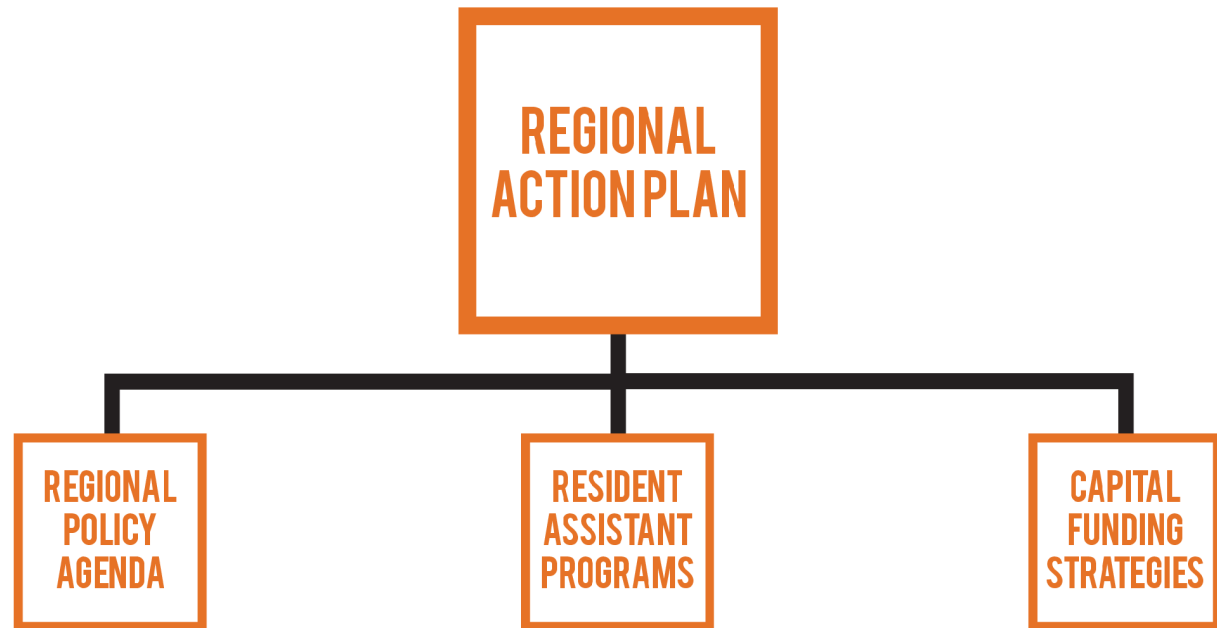 REGIONAL
ACTION PLAN
REGIONAL
POLICY
AGENDA
RESIDENT
ASSISTANT
PROGRAMS
CAPITAL
FUNDING
STRATEGIES